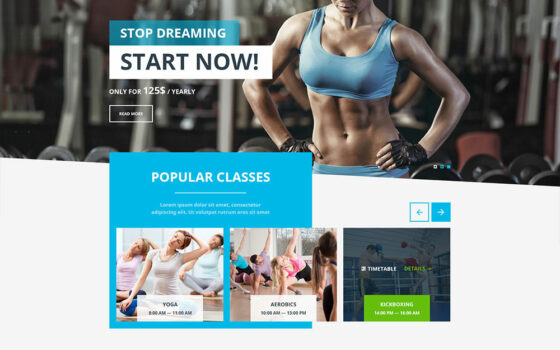 STOP DREAMING
START NOW!
ONLY FOR 125$ / YEARLY
READ MORE
POPULAR CLASSES
Lorem ipsum dolor sit amet, consectetur
adipiscing elit. Ut volutpat rutrum eros sit amet
TIMETABLE DETAILS
YOGA
8:00 AM — 11:00 AM
AEROBICS
10:00 AM — 13:00 PM
KICKBOXING
14:00 PM — 16:00 AM